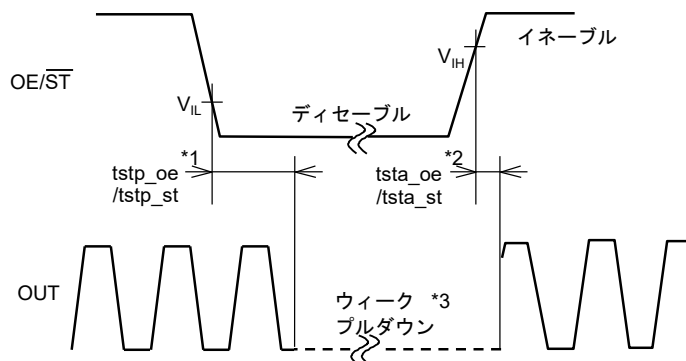 イネーブル
OE/ST
VIH
VIL
ディセーブル
*1
tstp_oe
/tstp_st
*2
tsta_oe
/tsta_st
OUT
ウィーク *3
プルダウン